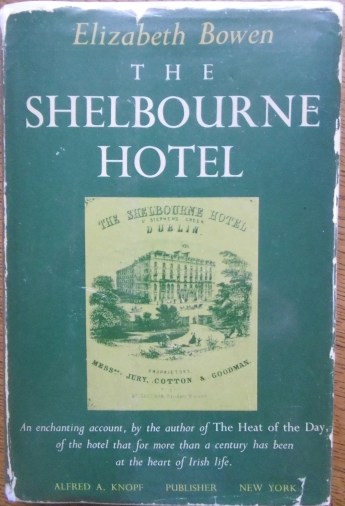 Elizabeth Bowen
THE
SHELBOURNE
HOTEL
THE SHELBOURNE HOTEL
STEPHENS GREEN
DUBLIN.
PROPRIETORS.
MESSRS. JURY, COTTON & GOODMAN.
An enchanting account, by the author of The Heat of the Day,
of the hotel that for more than a century has been
at the heart of Irish life.
ALFRED A. KNOPF PUBLISHER NEW YORK